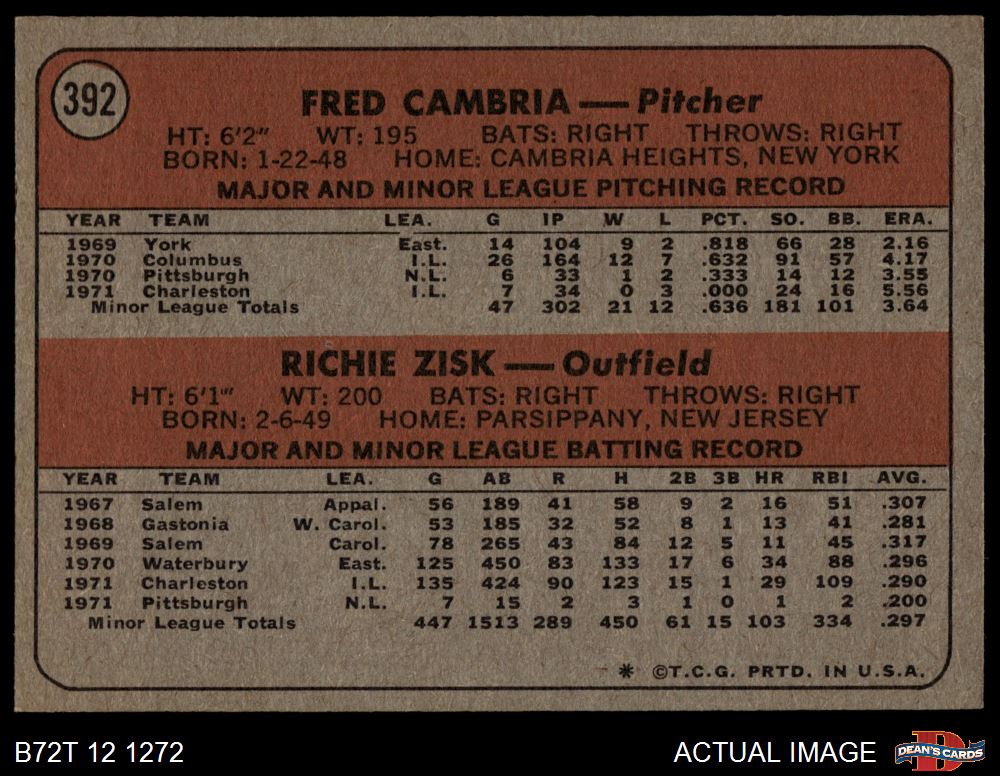 392
FRED CAMBRIA — Pitcher
HT: 6'2" WT: 195 BATS: RIGHT THROWS: RIGHT
BORN: 1-22-48 HOME: CAMBRIA HEIGHTS, NEW YORK
MAJOR AND MINOR LEAGUE PITCHING RECORD
YEAR TEAM LEA. G IP W L PCT. SO. BB. ERA.
1969 York East. 14 104 9 2 .818 66 28 2.16
1970 Columbus I.L. 26 164 12 7 .632 91 57 4.17
1970 Pittsburgh N.L. 6 33 1 2 .333 14 12 3.55
1971 Charleston I.L. 7 34 0 3 .000 24 16 5.56
Minor League Totals 47 302 21 12 .636 181 101 3.64
RICHIE ZISK — Outfield
HT: 6'1" WT: 200 BATS: RIGHT THROWS: RIGHT
BORN: 2-6-49 HOME: PARSIPPANY, NEW JERSEY
MAJOR AND MINOR LEAGUE BATTING RECORD
YEAR TEAM LEA. G AB R H 2B 3B HR RBI AVG.
1967 Salem Appal. 56 189 41 58 9 2 16 51 .307
1968 Gastonia W. Carol. 53 185 32 52 8 1 13 41 .281
1969 Salem Carol. 78 265 43 84 12 5 11 45 .317
1970 Waterbury East. 125 450 83 133 17 6 34 88 .296
1971 Charleston I.L. 135 424 90 123 15 1 29 109 .290
1971 Pittsburgh N.L. 7 15 2 3 1 0 1 2 .200
Minor League Totals 447 1513 289 450 61 15 103 334 .297
* ©T.C.G. PRTD. IN U.S.A.
B72T 12 1272
ACTUAL IMAGE
DEAN'S CARDS